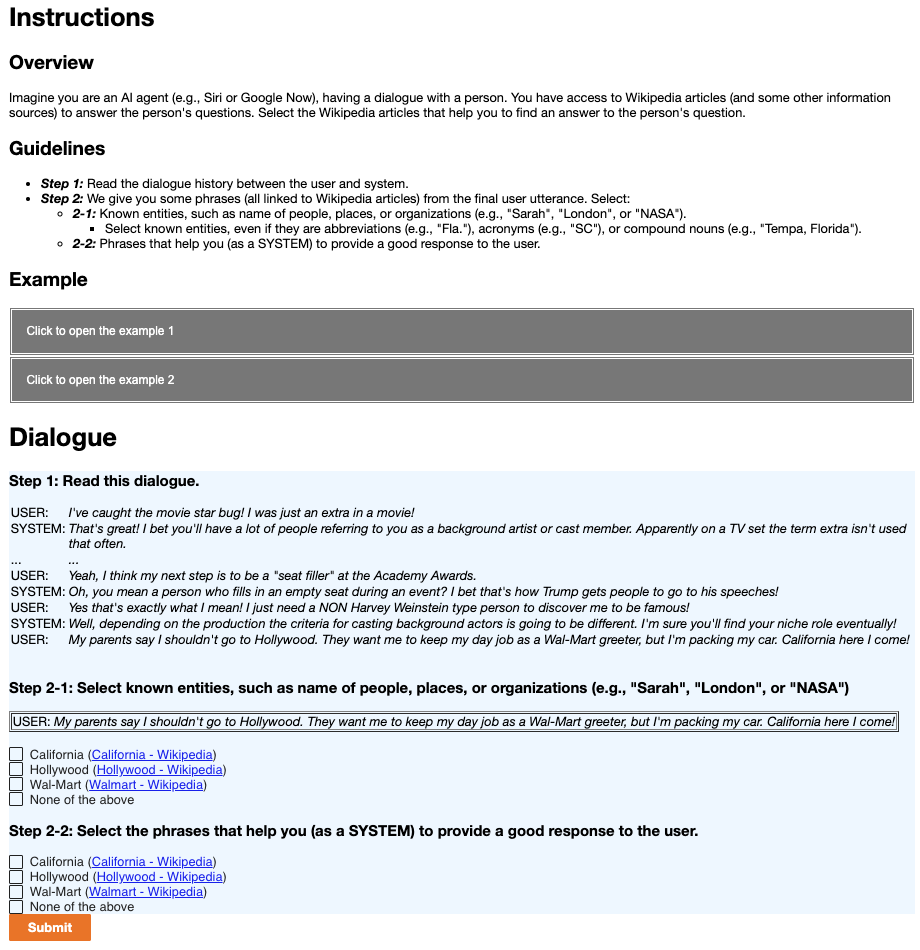 Instructions
Overview
Imagine you are an AI agent (e.g., Siri or Google Now), having a dialogue with a person. You have access to Wikipedia articles (and some other information
sources) to answer the person's questions. Select the Wikipedia articles that help you to find an answer to the person's question.
Guidelines
• Step 1: Read the dialogue history between the user and system.
• Step 2: We give you some phrases (all linked to Wikipedia articles) from the final user utterance. Select:
◦ 2-1: Known entities, such as name of people, places, or organizations (e.g., "Sarah", "London", or "NASA").
▪ Select known entities, even if they are abbreviations (e.g., "Fla."), acronyms (e.g., "SC"), or compound nouns (e.g., "Tempa, Florida").
◦ 2-2: Phrases that help you (as a SYSTEM) to provide a good response to the user.
Example
Click to open the example 1
Click to open the example 2
Dialogue
Step 1: Read this dialogue.
USER: I've caught the movie star bug! I was just an extra in a movie!
SYSTEM: That's great! I bet you'll have a lot of people referring to you as a background artist or cast member. Apparently on a TV set the term extra isn't used
that often.
... ...
USER: Yeah, I think my next step is to be a "seat filler" at the Academy Awards.
SYSTEM: Oh, you mean a person who fills in an empty seat during an event? I bet that's how Trump gets people to go to his speeches!
USER: Yes that's exactly what I mean! I just need a NON Harvey Weinstein type person to discover me to be famous!
SYSTEM: Well, depending on the production the criteria for casting background actors is going to be different. I'm sure you'll find your niche role eventually!
USER: My parents say I shouldn't go to Hollywood. They want me to keep my day job as a Wal-Mart greeter, but I'm packing my car. California here I come!
Step 2-1: Select known entities, such as name of people, places, or organizations (e.g., "Sarah", "London", or "NASA")
USER: My parents say I shouldn't go to Hollywood. They want me to keep my day job as a Wal-Mart greeter, but I'm packing my car. California here I come!
California (California - Wikipedia)
Hollywood (Hollywood - Wikipedia)
Wal-Mart (Walmart - Wikipedia)
None of the above
Step 2-2: Select the phrases that help you (as a SYSTEM) to provide a good response to the user.
California (California - Wikipedia)
Hollywood (Hollywood - Wikipedia)
Wal-Mart (Walmart - Wikipedia)
None of the above
Submit